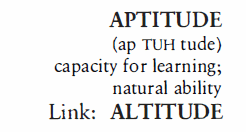 APTITUDE
(ap TUH tude)
capacity for learning;
natural ability
Link: ALTITUDE